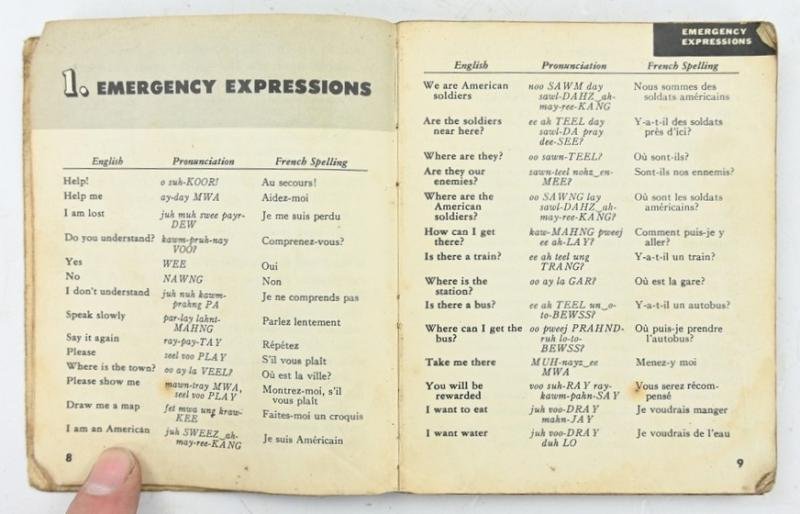 1. EMERGENCY EXPRESSIONS
English Pronunciation French Spelling
Help! o suh-KOOR! Au secours!
Help me ay-day MWA Aidez-moi
I am lost juh muh swee payr- Je me suis perdu
DEW
Do you understand? kawm-pruh-nay Comprenez-vous?
VOO?
Yes WEE Oui
No NAWNG Non
I don't understand juh nuh kawm- Je ne comprends pas
prahng PA
Speak slowly par-lay lahnt- Parlez lentement
MAHNG
Say it again ray-pay-TAY Répétez
Please seel voo PLAY S'il vous plaît
Where is the town? oo ay la VEEL? Où est la ville?
Please show me mawn-tray MWA, Montrez-moi, s'il
seel voo PLAY vous plaît
Draw me a map fet mwa ung kraw- Faites-moi un croquis
KEE
I am an American juh SWEEZ_ah- Je suis Américain
may-ree-KANG
8
EMERGENCY
EXPRESSIONS
English Pronunciation French Spelling
We are American noo SAWM day Nous sommes des
soldiers sawl-DAHZ_ah- soldats américains
may-ree-KANG
Are the soldiers ee ah TEEL day Y-a-t-il des soldats
near here? sawl-DA pray près d'ici?
dee-SEE?
Where are they? oo sawn-TEEL? Où sont-ils?
Are they our sawn-teel nohz_en- Sont-ils nos ennemis?
enemies? MEE?
Where are the oo SAWNG lay Où sont les soldats
American sawl-DAHZ_ah- américains?
soldiers? may-ree-KANG?
How can I get kaw-MAHNG pweej Comment puis-je y
there? ee ah-LAY? aller?
Is there a train? ee ah teel ung Y-a-t-il un train?
TRANG?
Where is the oo ay la GAR? Où est la gare?
station?
Is there a bus? ee ah TEEL un_o- Y-a-t-il un autobus?
to-BEWSS?
Where can I get the oo pweej PRAHND- Où puis-je prendre
bus? ruh lo-to- l'autobus?
BEWSS?
Take me there MUH-nayz_ee Menez-y moi
MWA
You will be voo suh-RAY ray- Vous serez récom-
rewarded kawm-pahn-SAY pensé
I want to eat juh voo-DRAY Je voudrais manger
mahn-JAY
I want water juh voo-DRAY Je voudrais de l'eau
duh LO
9